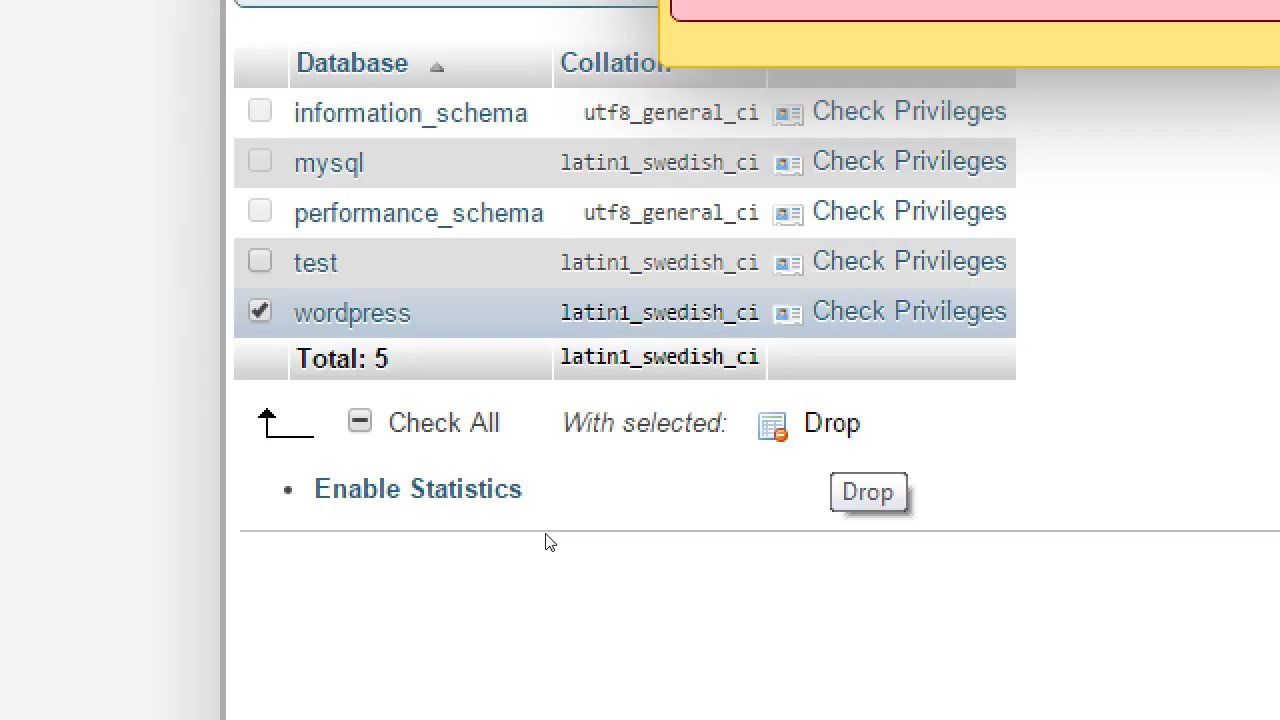 Database Collation
information_schema utf8_general_ci Check Privileges
mysql latin1_swedish_ci Check Privileges
performance_schema utf8_general_ci Check Privileges
test latin1_swedish_ci Check Privileges
wordpress latin1_swedish_ci Check Privileges
Total: 5 latin1_swedish_ci
Check All With selected: Drop
• Enable Statistics
Drop